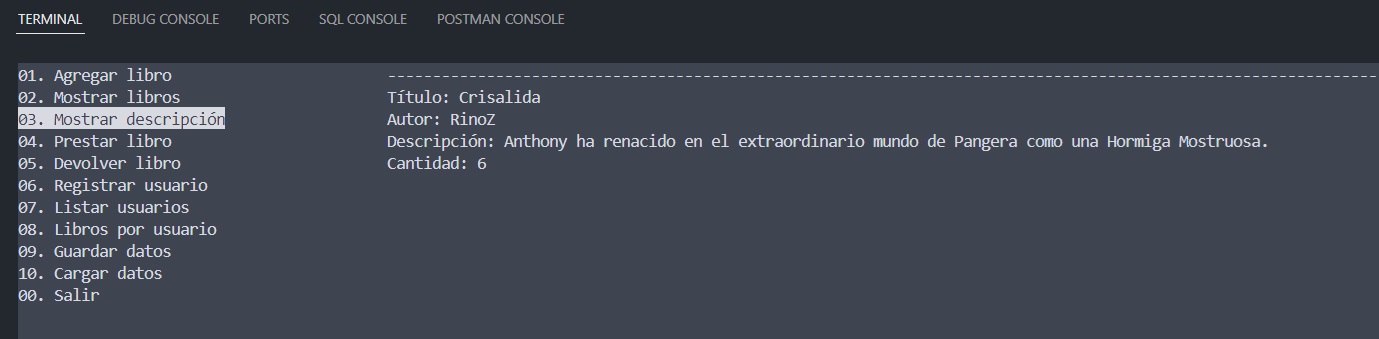 TERMINAL DEBUG CONSOLE PORTS SQL CONSOLE POSTMAN CONSOLE
01. Agregar libro
02. Mostrar libros
03. Mostrar descripción
04. Prestar libro
05. Devolver libro
06. Registrar usuario
07. Listar usuarios
08. Libros por usuario
09. Guardar datos
10. Cargar datos
00. Salir
--------------------------------------------------------------------------------------------------------------
Título: Crisalida
Autor: RinoZ
Descripción: Anthony ha renacido en el extraordinario mundo de Pangera como una Hormiga Mostruosa.
Cantidad: 6